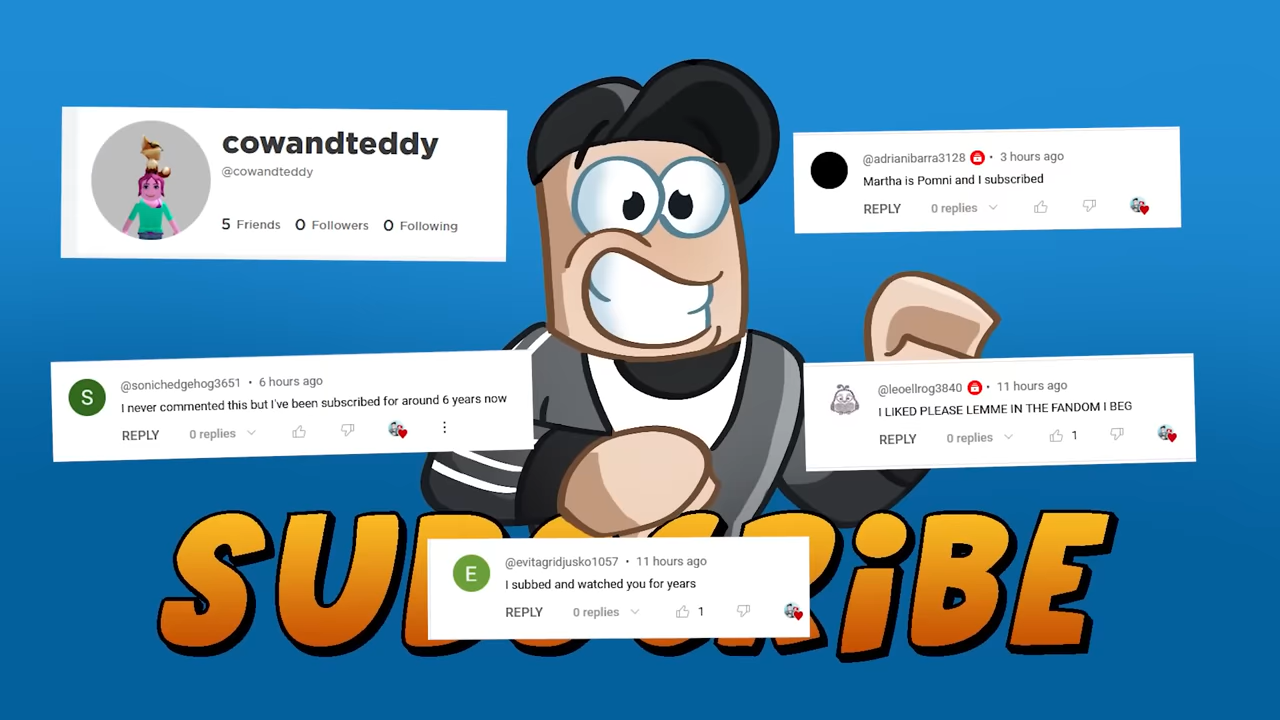 cowandteddy
@cowandteddy
5 Friends 0 Followers 0 Following
@adrianibarra3128 • 3 hours ago
Martha is Pomni and I subscribed
REPLY 0 replies
S
@sonichedgehog3651 • 6 hours ago
I never commented this but I've been subscribed for around 6 years now
REPLY 0 replies
@leoellrog3840 • 11 hours ago
I LIKED PLEASE LEMME IN THE FANDOM I BEG
REPLY 0 replies 1
SUBSCRIBE
E
@evitagridjusko1057 • 11 hours ago
I subbed and watched you for years
REPLY 0 replies 1